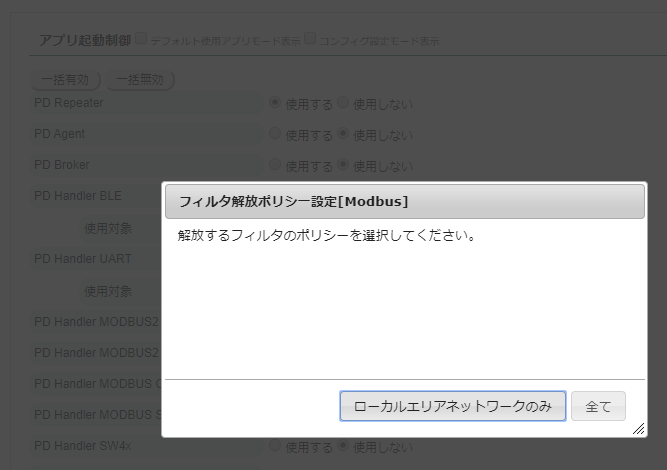 アプリ起動制御 デフォルト使用アプリモード表示 コンフィグ設定モード表示
一括有効 一括無効
PD Repeater 使用する 使用しない
PD Agent 使用する 使用しない
PD Broker 使用する 使用しない
PD Handler BLE
フィルタ解放ポリシー設定[Modbus]
使用対象
解放するフィルタのポリシーを選択してください。
PD Handler UART
使用対象
PD Handler MODBUS2
PD Handler MODBUS2
PD Handler MODBUS
PD Handler MODBUS S
ローカルエリアネットワークのみ 全て
PD Handler SW4x 使用する 使用しない